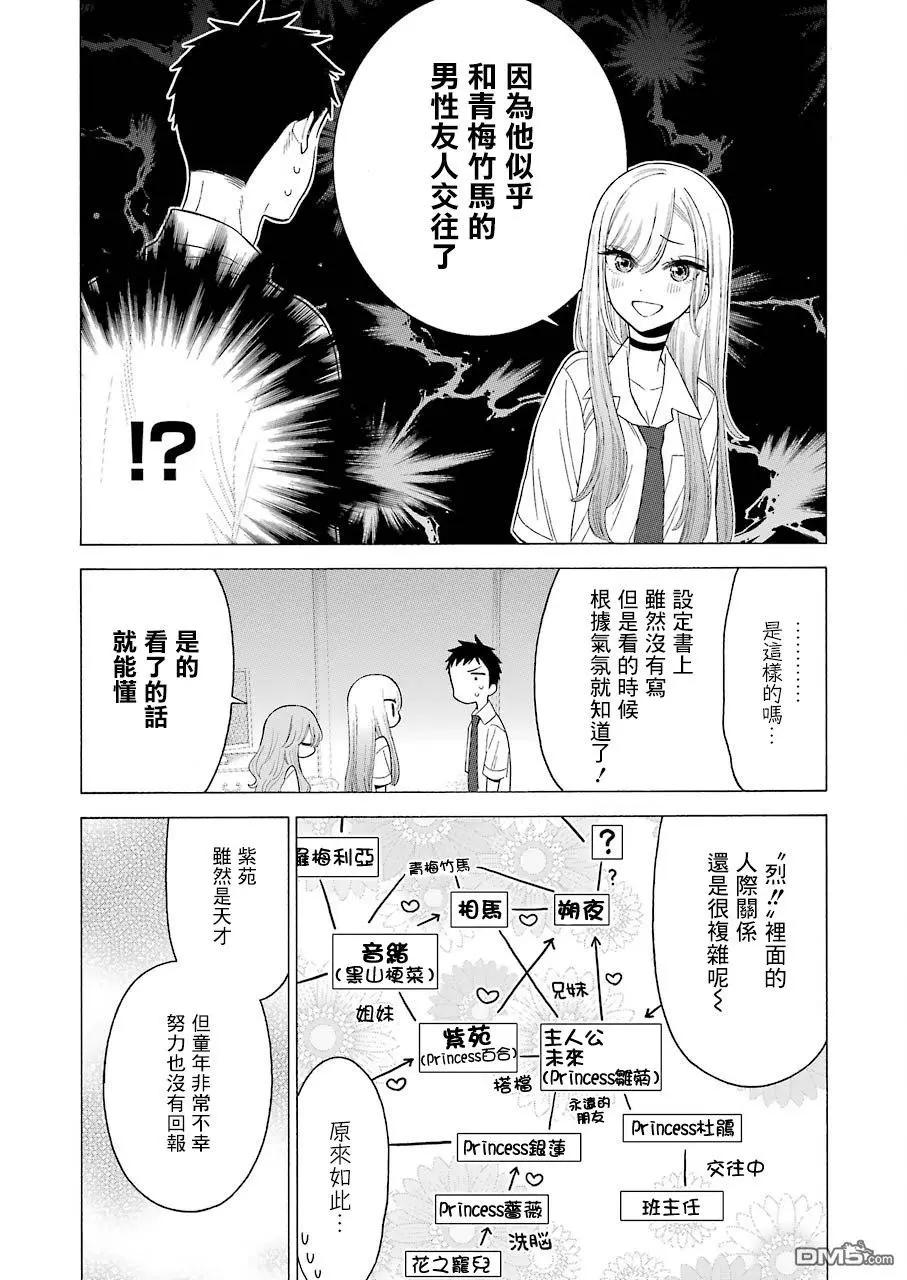 因為他似乎
和青梅竹馬的
男性友人交往了
!?
…………
是這樣的嗎…
設定書上
雖然沒有寫
但是看的時候
根據氣氛就知道了！
是的
看了的話
就能懂
〝烈!!〞裡面的
人際關係
還是很複雜呢～
?
?
朔夜
相馬
青梅竹馬
羅梅利亞
音緒
(黑山梗菜)
姐妹
兄妹
紫苑
(Princess百合)
搭檔
主人公
未來
(Princess雛菊)
永遠的
朋友
Princess杜鵑
交往中
班主任
Princess銀蓮
Princess薔薇
洗脳
花之寵兒
原來如此…
紫苑
雖然是天才
但童年非常不幸
努力也沒有回報
DM5.com